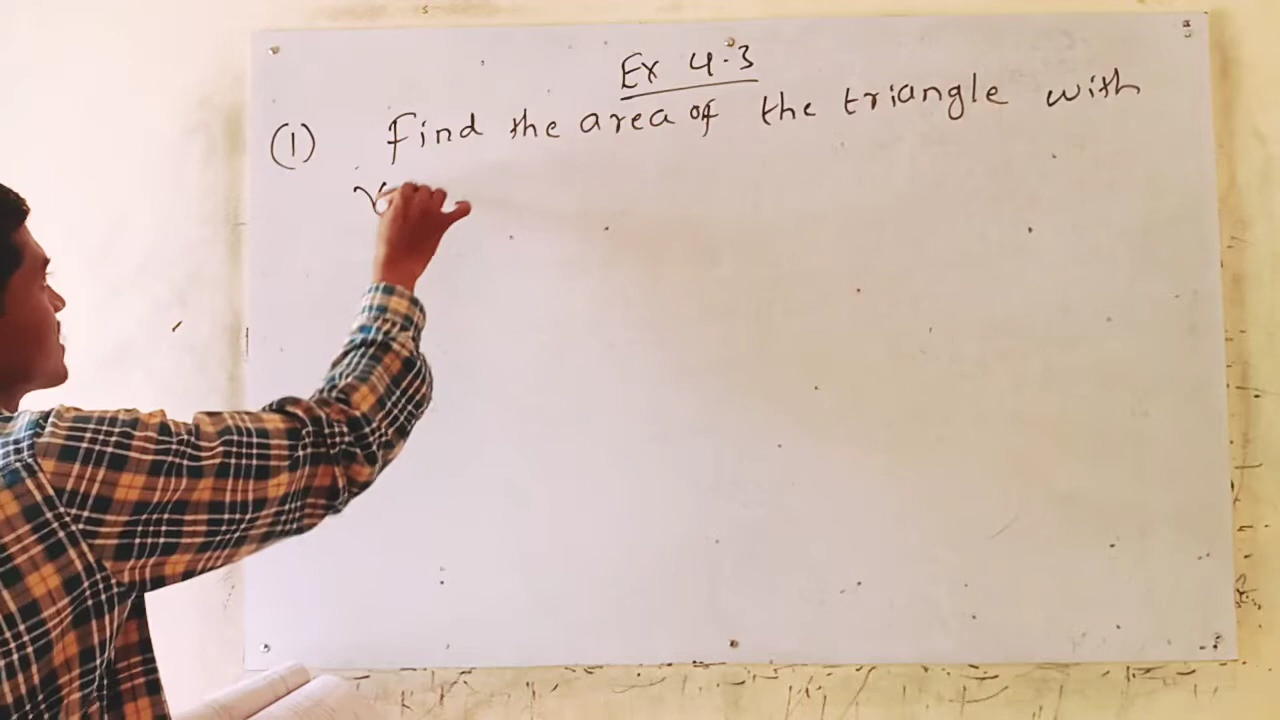 Ex 4.3
(1) Find the area of the triangle with